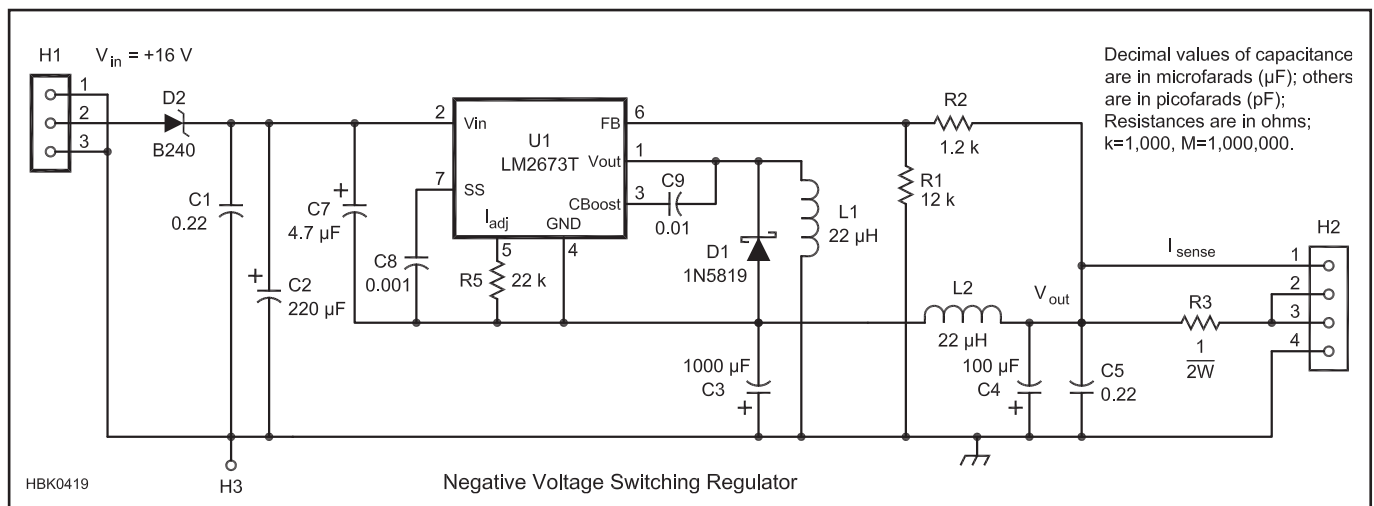 H1
V_in = +16 V
1
2
3
D2
B240
C1
0.22
+
C2
220 µF
+
C7
4.7 µF
2
Vin
U1
LM2673T
FB
6
Vout
1
7
SS
CBoost
3
I_adj
GND
5
4
C8
0.001
R5
22 k
C9
0.01
D1
1N5819
L1
22 µH
R2
1.2 k
R1
12 k
Decimal values of capacitance
are in microfarads (µF); others
are in picofarads (pF);
Resistances are in ohms;
k=1,000, M=1,000,000.
H2
I_sense
1
2
3
4
L2
22 µH
V_out
R3
1
2W
1000 µF
C3
+
100 µF
C4
+
C5
0.22
H3
HBK0419
Negative Voltage Switching Regulator